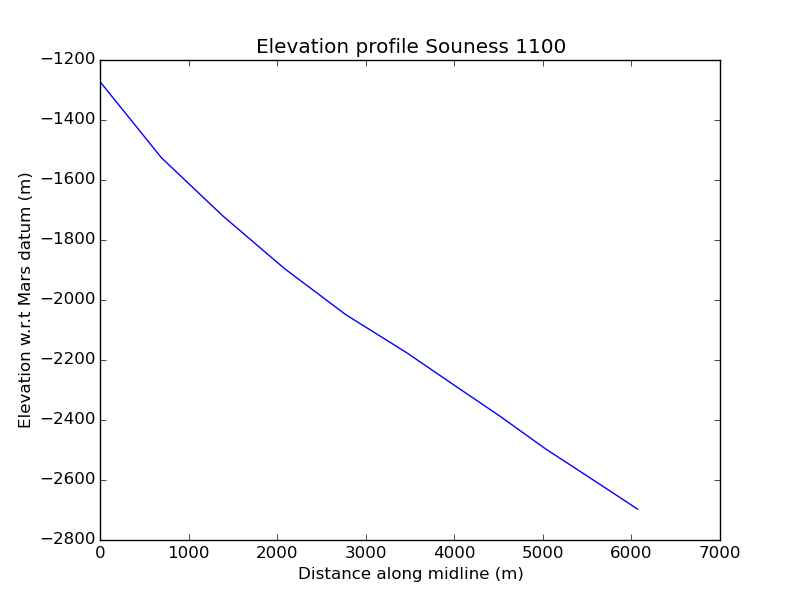 Elevation profile Souness 1100
Elevation w.r.t Mars datum (m)
−1200
−1400
−1600
−1800
−2000
−2200
−2400
−2600
−2800
0 1000 2000 3000 4000 5000 6000 7000
Distance along midline (m)